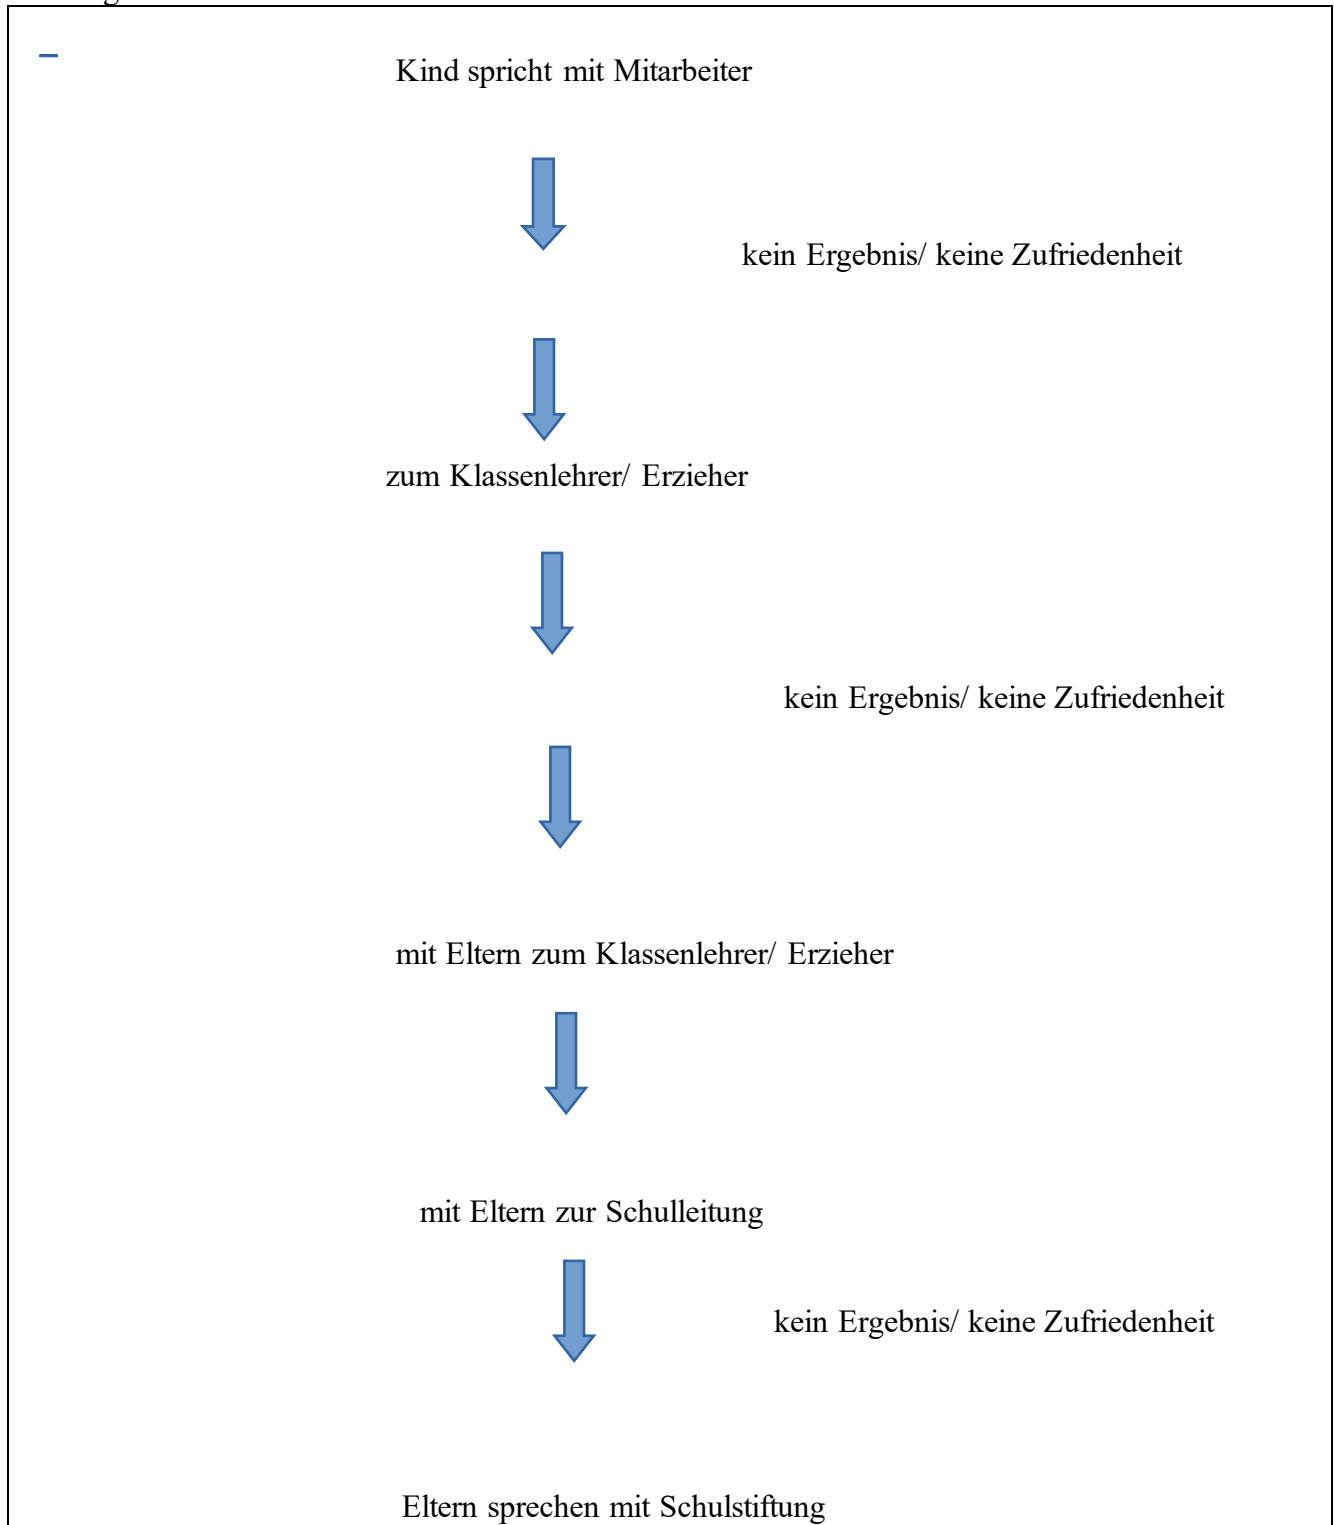 Kind spricht mit Mitarbeiter
kein Ergebnis/ keine Zufriedenheit
zum Klassenlehrer/ Erzieher
kein Ergebnis/ keine Zufriedenheit
mit Eltern zum Klassenlehrer/ Erzieher
mit Eltern zur Schulleitung
kein Ergebnis/ keine Zufriedenheit
Eltern sprechen mit Schulstiftung